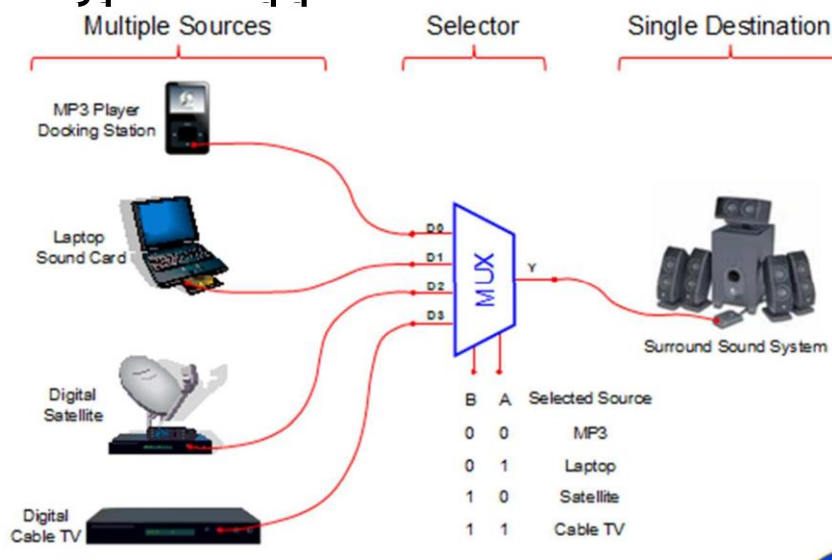 Multiple Sources
Selector
Single Destination
MP3 Player
Docking Station
Laptop
Sound Card
Digital
Satellite
Digital
Cable TV
D0
D1
D2
D3
MUX
Y
Surround Sound System
B A Selected Source
0 0 MP3
0 1 Laptop
1 0 Satellite
1 1 Cable TV